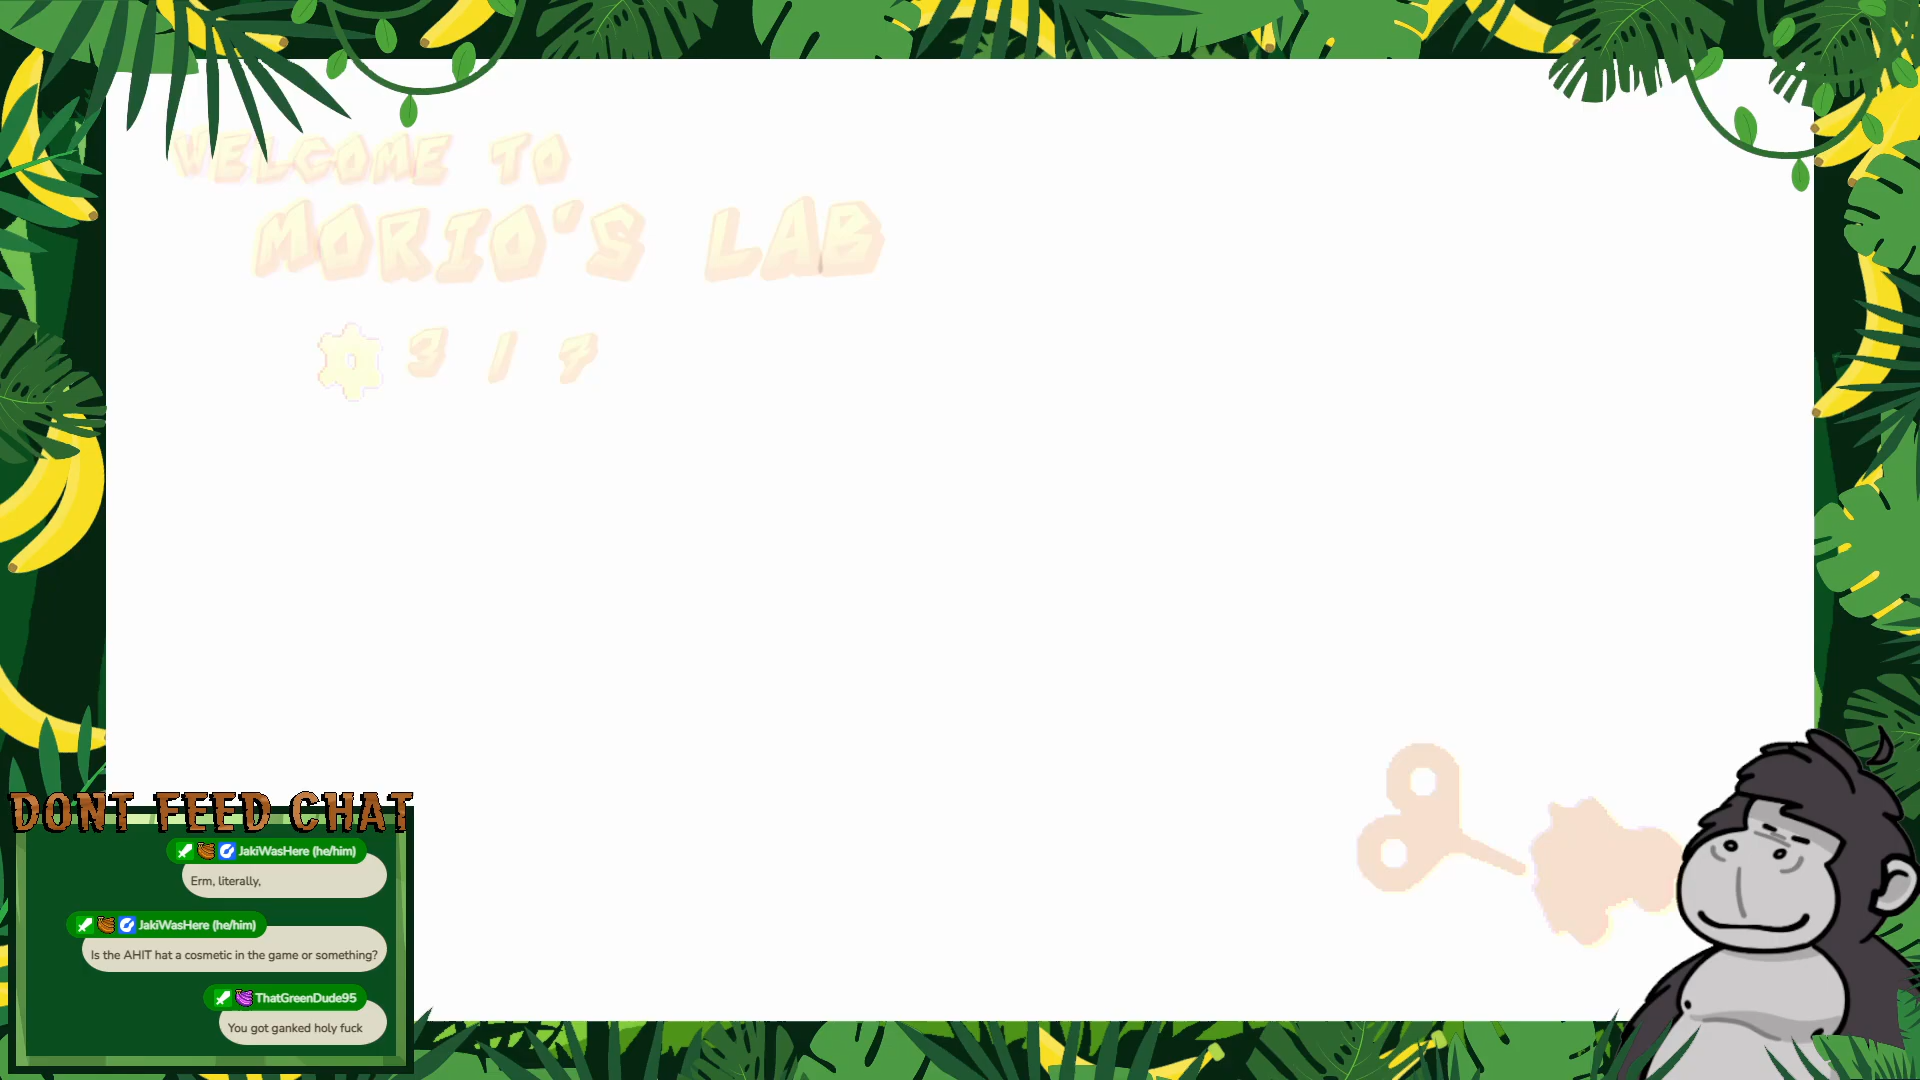 WELCOME TO
MORIO'S LAB
3 / 7
DONT FEED CHAT
JakiWasHere (he/him)
Erm, literally,
JakiWasHere (he/him)
Is the AHIT hat a cosmetic in the game or something?
ThatGreenDude95
You got ganked holy fuck